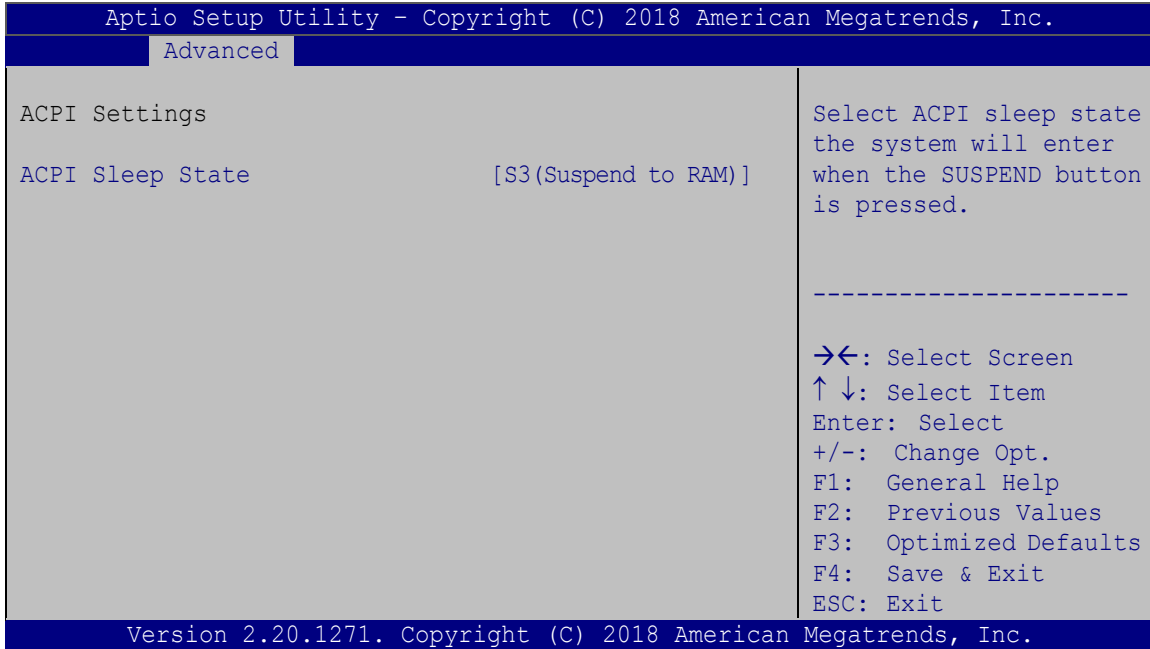 Aptio Setup Utility – Copyright (C) 2018 American Megatrends, Inc.
Advanced
ACPI Settings
ACPI Sleep State [S3(Suspend to RAM)]
Select ACPI sleep state
the system will enter
when the SUSPEND button
is pressed.
----------------------
→←: Select Screen
↑ ↓: Select Item
Enter: Select
+/-: Change Opt.
F1: General Help
F2: Previous Values
F3: Optimized Defaults
F4: Save & Exit
ESC: Exit
Version 2.20.1271. Copyright (C) 2018 American Megatrends, Inc.